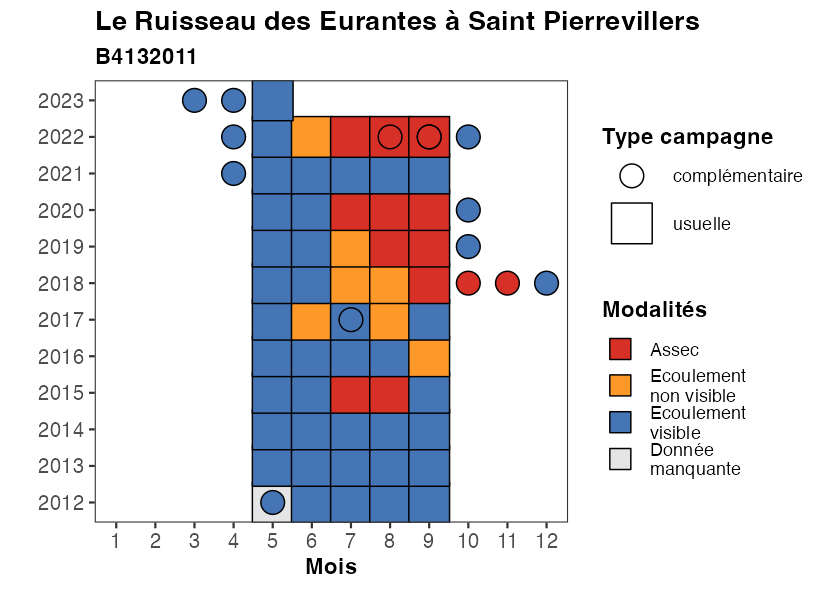 Le Ruisseau des Eurantes à Saint Pierrevillers
B4132011
2023
2022
2021
2020
2019
2018
2017
2016
2015
2014
2013
2012
1 2 3 4 5 6 7 8 9 10 11 12
Mois
Type campagne
complémentaire
usuelle
Modalités
Assec
Ecoulement
non visible
Ecoulement
visible
Donnée
manquante